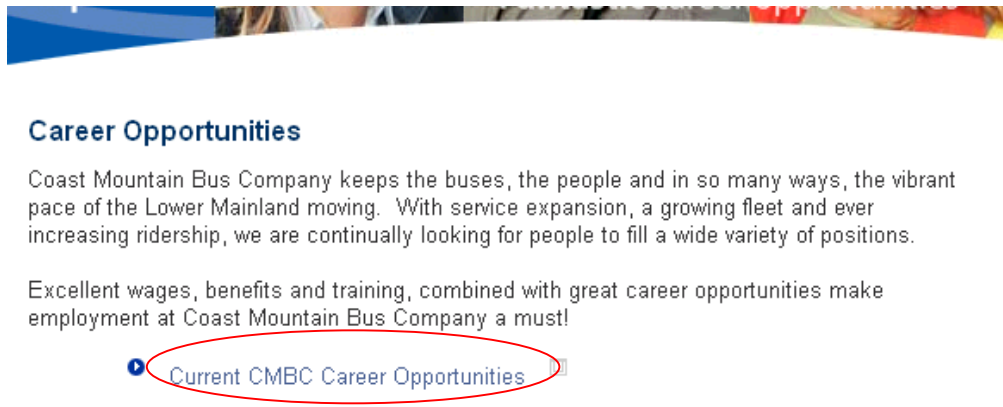 career opportunities
Career Opportunities
Coast Mountain Bus Company keeps the buses, the people and in so many ways, the vibrant
pace of the Lower Mainland moving. With service expansion, a growing fleet and ever
increasing ridership, we are continually looking for people to fill a wide variety of positions.
Excellent wages, benefits and training, combined with great career opportunities make
employment at Coast Mountain Bus Company a must!
Current CMBC Career Opportunities